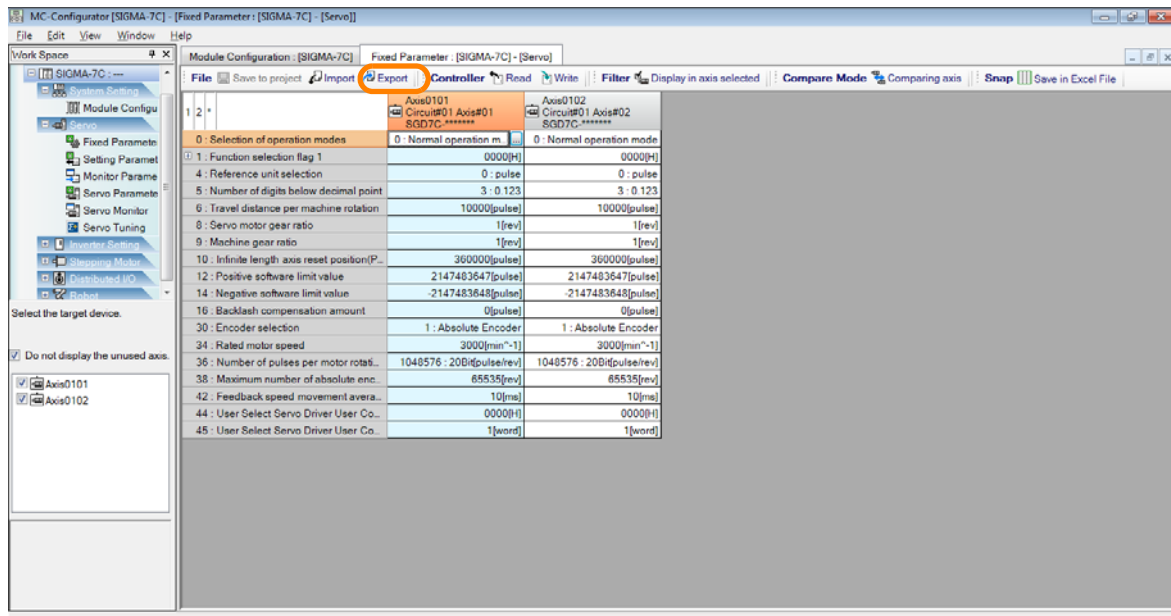 MC-Configurator [SIGMA-7C] - [Fixed Parameter : [SIGMA-7C] - [Servo]]
File Edit View Window Help
Work Space
Module Configuration : [SIGMA-7C] Fixed Parameter : [SIGMA-7C] - [Servo]
File Save to project Import Export Controller Read Write Filter Display in axis selected Compare Mode Comparing axis Snap Save in Excel File
SIGMA-7C : ---
System Setting
Module Configu
Servo
Fixed Paramete
Setting Paramet
Monitor Parame
Servo Paramete
Servo Monitor
Servo Tuning
Inverter Setting
Stepping Motor
Distributed I/O
Robot
Select the target device.
Do not display the unused axis.
Axis0101
Axis0102
1 2 * Axis0101 Circuit#01 Axis#01 SGD7C-******* Axis0102 Circuit#01 Axis#02 SGD7C-*******
0 : Selection of operation modes 0 : Normal operation m... 0 : Normal operation mode
1 : Function selection flag 1 0000[H] 0000[H]
4 : Reference unit selection 0 : pulse 0 : pulse
5 : Number of digits below decimal point 3 : 0.123 3 : 0.123
6 : Travel distance per machine rotation 10000[pulse] 10000[pulse]
8 : Servo motor gear ratio 1[rev] 1[rev]
9 : Machine gear ratio 1[rev] 1[rev]
10 : Infinite length axis reset position(P... 360000[pulse] 360000[pulse]
12 : Positive software limit value 2147483647[pulse] 2147483647[pulse]
14 : Negative software limit value -2147483648[pulse] -2147483648[pulse]
16 : Backlash compensation amount 0[pulse] 0[pulse]
30 : Encoder selection 1 : Absolute Encoder 1 : Absolute Encoder
34 : Rated motor speed 3000[min^-1] 3000[min^-1]
36 : Number of pulses per motor rotati... 1048576 : 20Bit[pulse/rev] 1048576 : 20Bit[pulse/rev]
38 : Maximum number of absolute enc... 65535[rev] 65535[rev]
42 : Feedback speed movement avera... 10[ms] 10[ms]
44 : User Select Servo Driver User Co... 0000[H] 0000[H]
45 : User Select Servo Driver User Co... 1[word] 1[word]